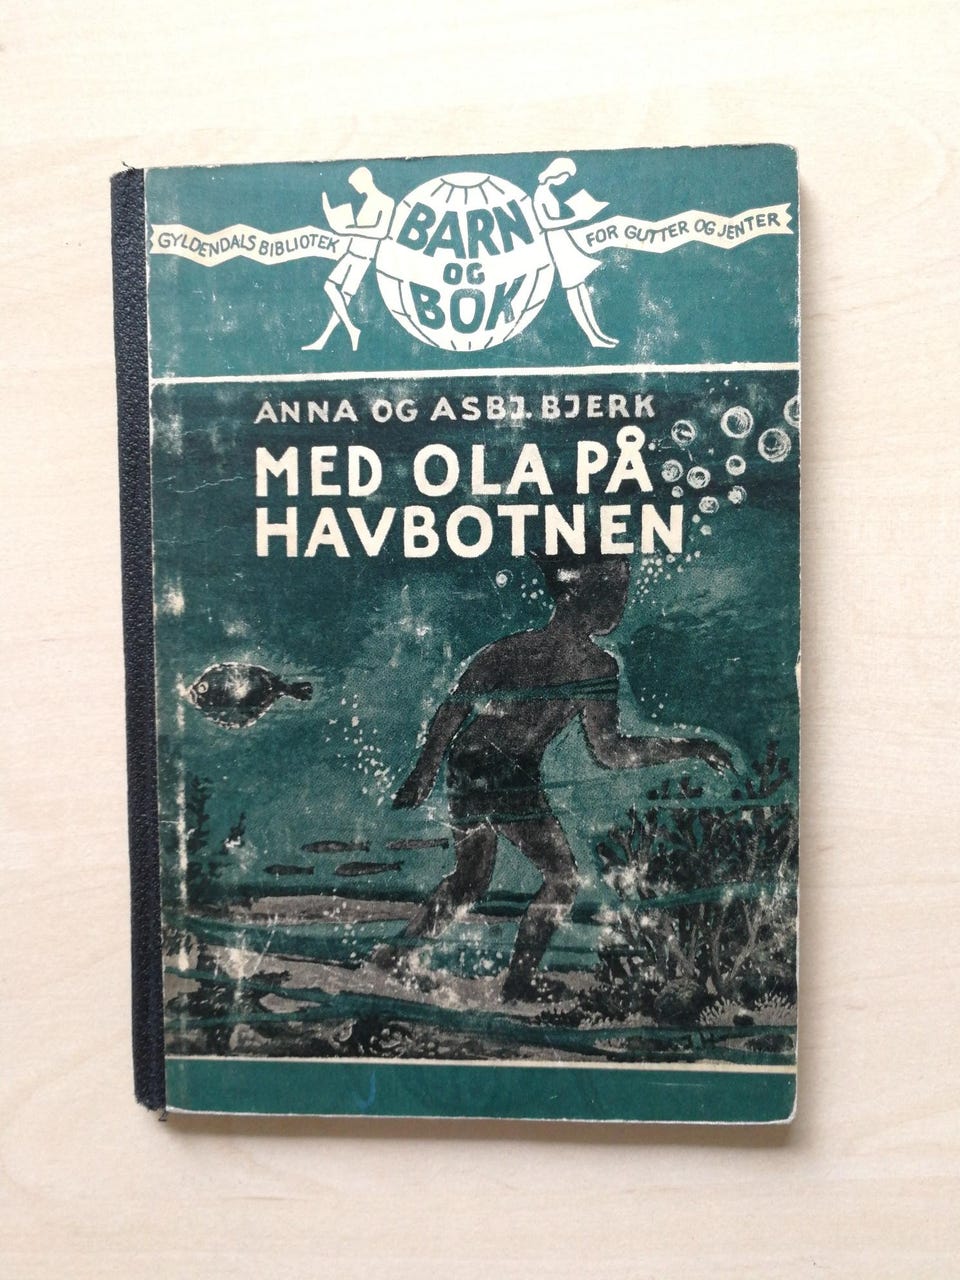 GYLDENDALS BIBLIOTEK
BARN
OG
BOK
FOR GUTTER OG JENTER
ANNA OG ASBJ. BJERK
MED OLA PÅ
HAVBOTNEN